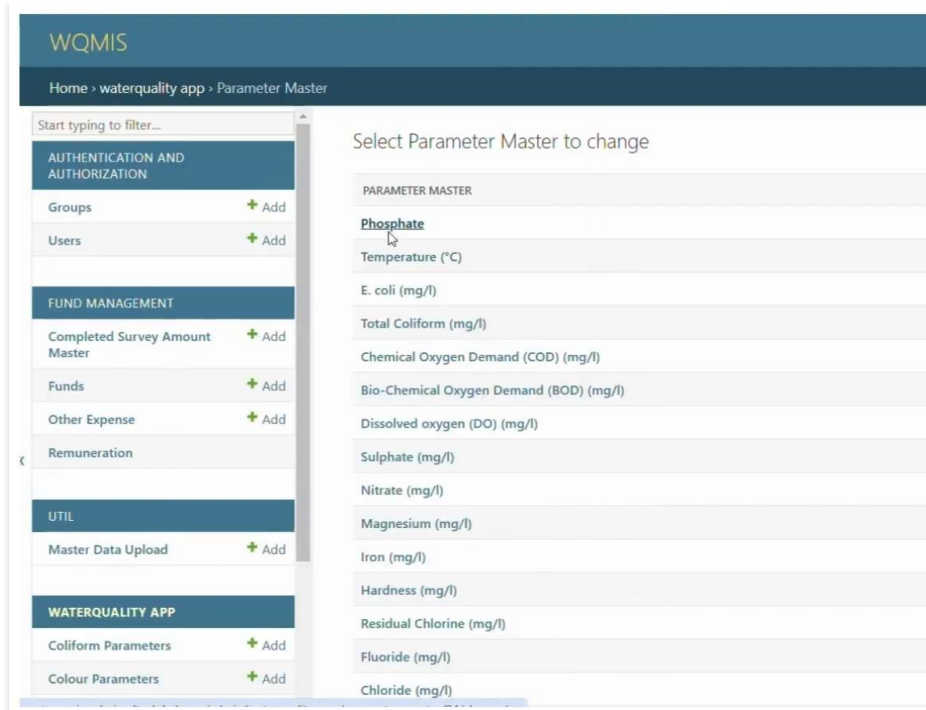 WQMIS
Home › waterquality app › Parameter Master
Start typing to filter...
AUTHENTICATION AND
AUTHORIZATION
Groups + Add
Users + Add
FUND MANAGEMENT
Completed Survey Amount + Add
Master
Funds + Add
Other Expense + Add
Remuneration
UTIL
Master Data Upload + Add
WATERQUALITY APP
Coliform Parameters + Add
Colour Parameters + Add
Select Parameter Master to change
PARAMETER MASTER
Phosphate
Temperature (°C)
E. coli (mg/l)
Total Coliform (mg/l)
Chemical Oxygen Demand (COD) (mg/l)
Bio-Chemical Oxygen Demand (BOD) (mg/l)
Dissolved oxygen (DO) (mg/l)
Sulphate (mg/l)
Nitrate (mg/l)
Magnesium (mg/l)
Iron (mg/l)
Hardness (mg/l)
Residual Chlorine (mg/l)
Fluoride (mg/l)
Chloride (mg/l)